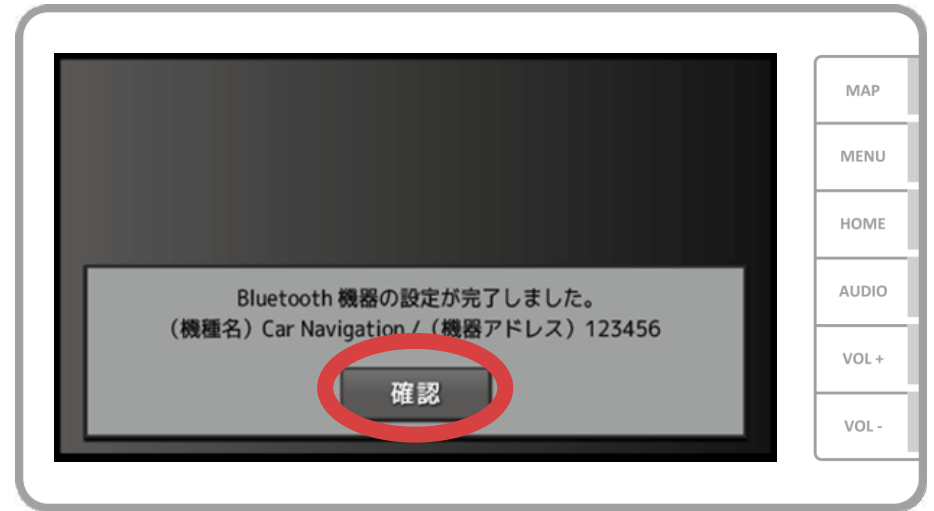 Bluetooth 機器の設定が完了しました。
（機種名）Car Navigation /（機器アドレス）123456
確認
MAP
MENU
HOME
AUDIO
VOL +
VOL -